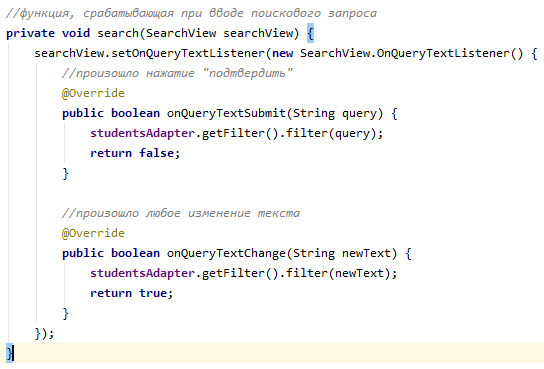 //функция, срабатывающая при вводе поискового запроса
private void search(SearchView searchView) {
    searchView.setOnQueryTextListener(new SearchView.OnQueryTextListener() {
        //произошло нажатие "подтвердить"
        @Override
        public boolean onQueryTextSubmit(String query) {
            studentsAdapter.getFilter().filter(query);
            return false;
        }

        //произошло любое изменение текста
        @Override
        public boolean onQueryTextChange(String newText) {
            studentsAdapter.getFilter().filter(newText);
            return true;
        }
    });
}